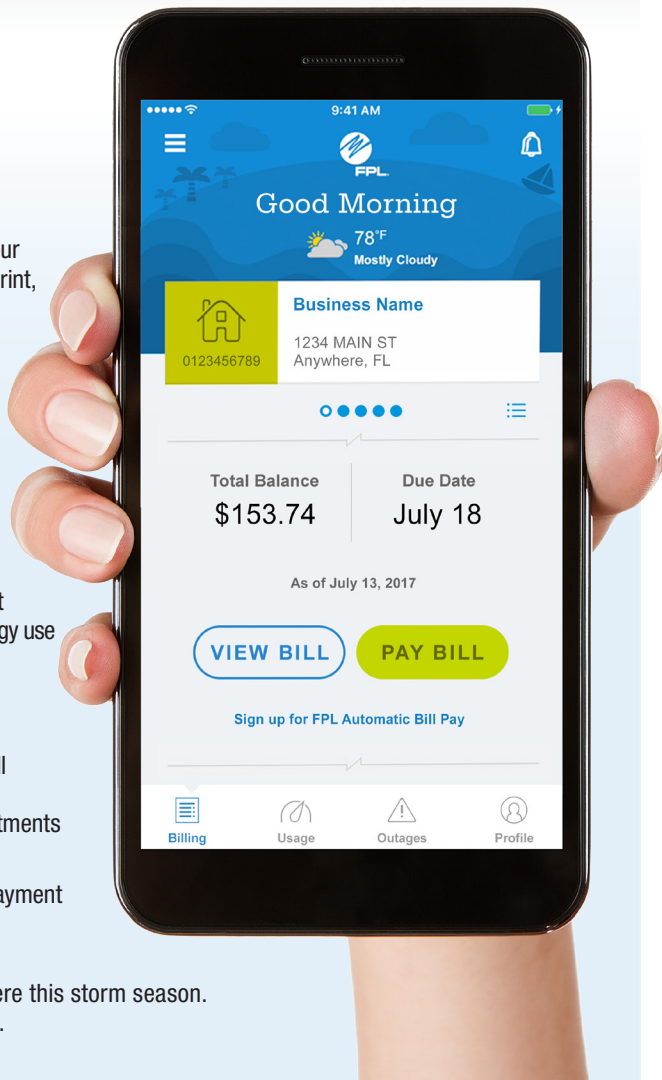 ur
rint,
t
gy use
ll
tments
ayment
ere this storm season.
.
9:41 AM
FPL.
Good Morning
78°F
Mostly Cloudy
0123456789
Business Name
1234 MAIN ST
Anywhere, FL
Total Balance
$153.74
Due Date
July 18
As of July 13, 2017
VIEW BILL
PAY BILL
Sign up for FPL Automatic Bill Pay
Billing
Usage
Outages
Profile